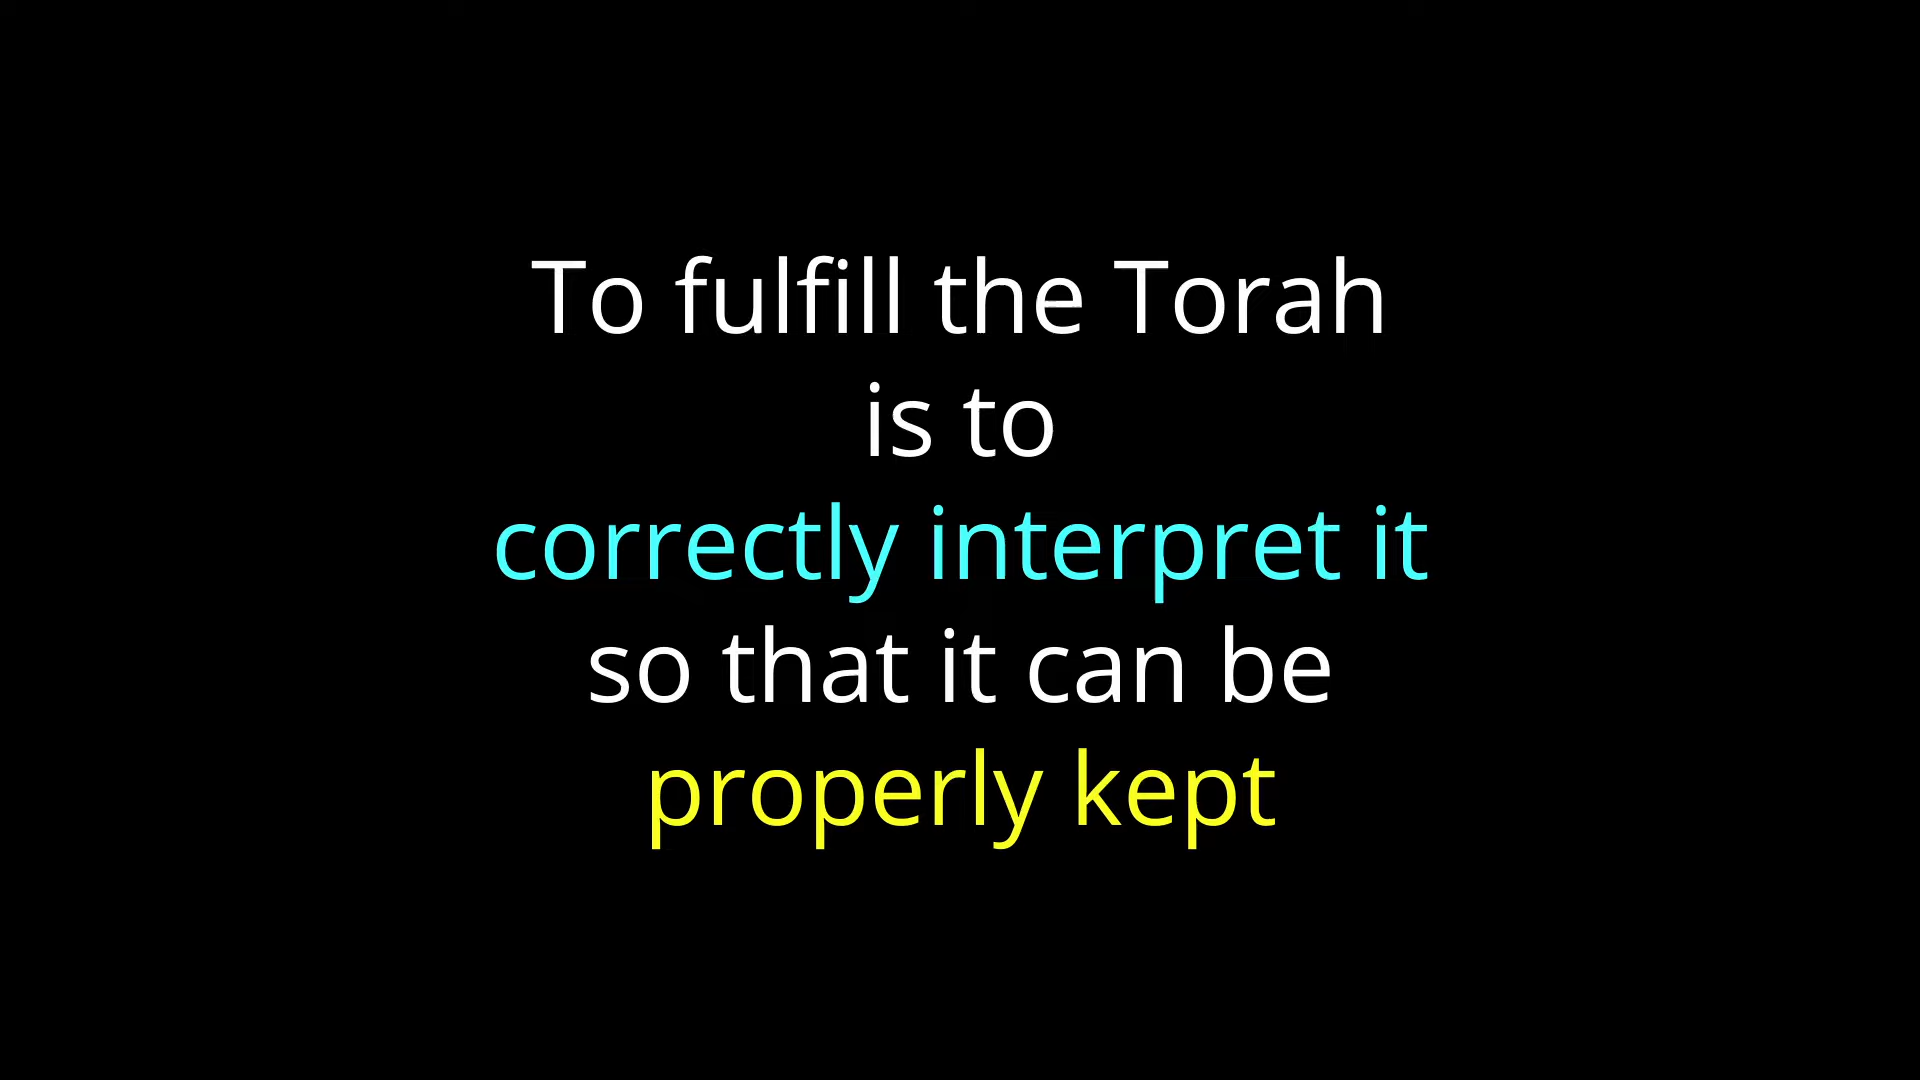 To fulfill the Torah
is to
correctly interpret it
so that it can be
properly kept